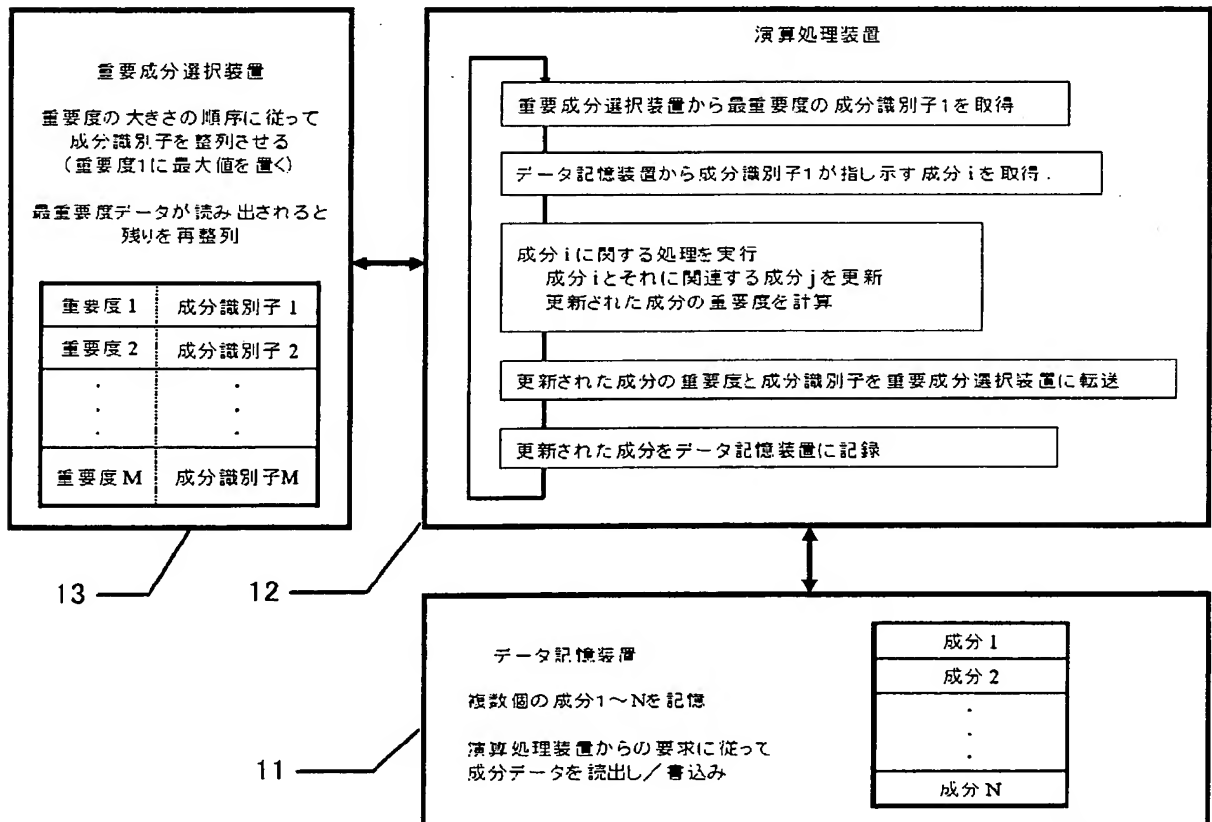 重要成分選択装置
重要度の大きさの順序に従って
成分識別子を整列させる
(重要度1に最大値を置く)
最重要度データが読み出されると
残りを再整列
重要度1 成分識別子1
重要度2 成分識別子2
・ ・
・ ・
重要度M 成分識別子M
13
演算処理装置
重要成分選択装置から最重要度の成分識別子1を取得
データ記憶装置から成分識別子1が指し示す成分iを取得.
成分iに関する処理を実行
成分iとそれに関連する成分jを更新
更新された成分の重要度を計算
更新された成分の重要度と成分識別子を重要成分選択装置に転送
更新された成分をデータ記憶装置に記録
12
データ記憶装置
複数個の成分1~Nを記憶
演算処理装置からの要求に従って
成分データを読出し/書込み
成分1
成分2
・
・
・
成分N
11